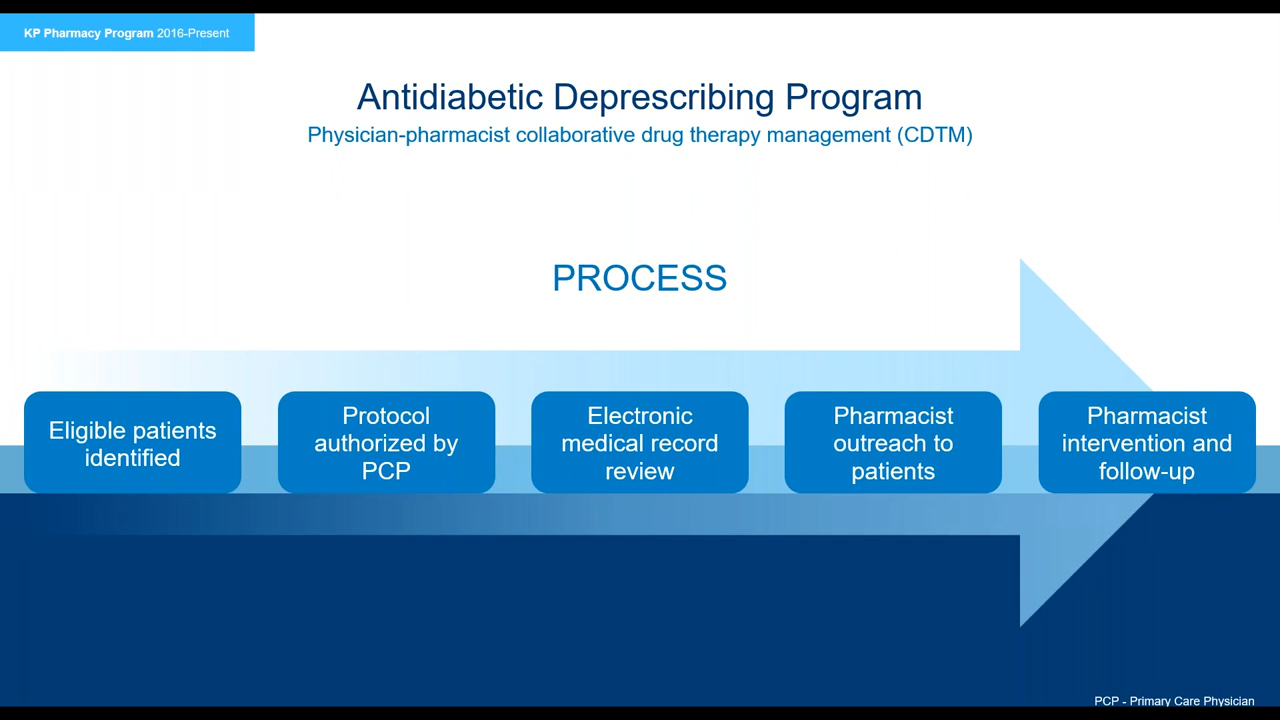 KP Pharmacy Program 2016-Present
Antidiabetic Deprescribing Program
Physician-pharmacist collaborative drug therapy management (CDTM)
PROCESS
Eligible patients
identified
Protocol
authorized by
PCP
Electronic
medical record
review
Pharmacist
outreach to
patients
Pharmacist
intervention and
follow-up
PCP - Primary Care Physician